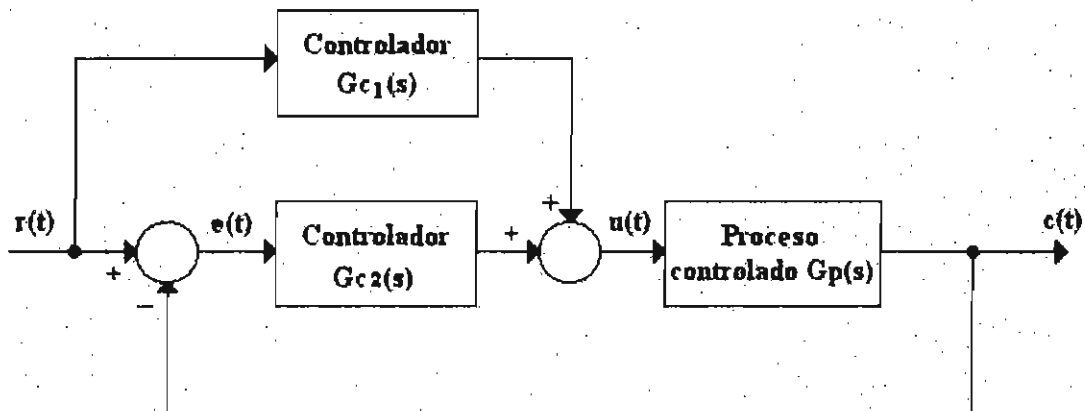 Controlador
Gc1(s)
+
r(t)
+
−
e(t)
Controlador
Gc2(s)
+
u(t)
Proceso
controlado Gp(s)
c(t)